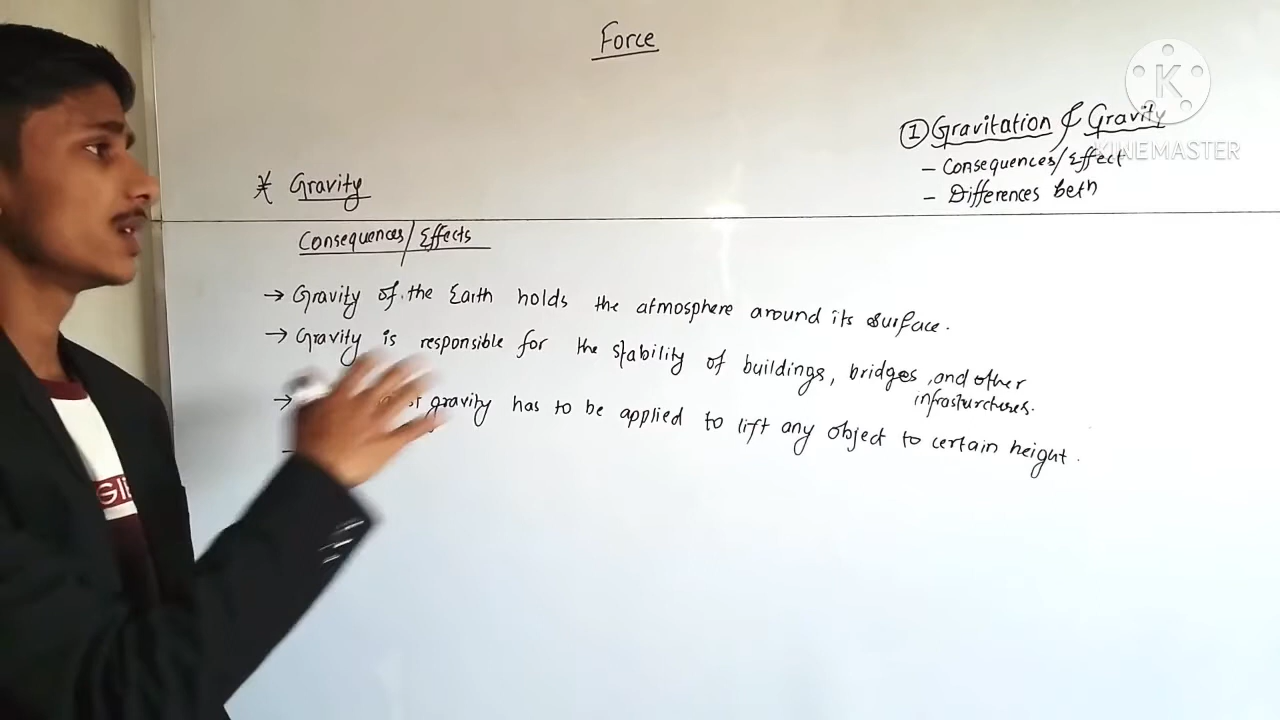 Force
① Gravitation & Gravity
- Consequences/Effect
- Differences betn
K
KINEMASTER
* Gravity
Consequences/Effects
→ Gravity of the Earth holds the atmosphere around its surface.
→ Gravity is responsible for the stability of buildings, bridges, and other
infrasturctures.
→ gravity has to be applied to lift any object to certain height.